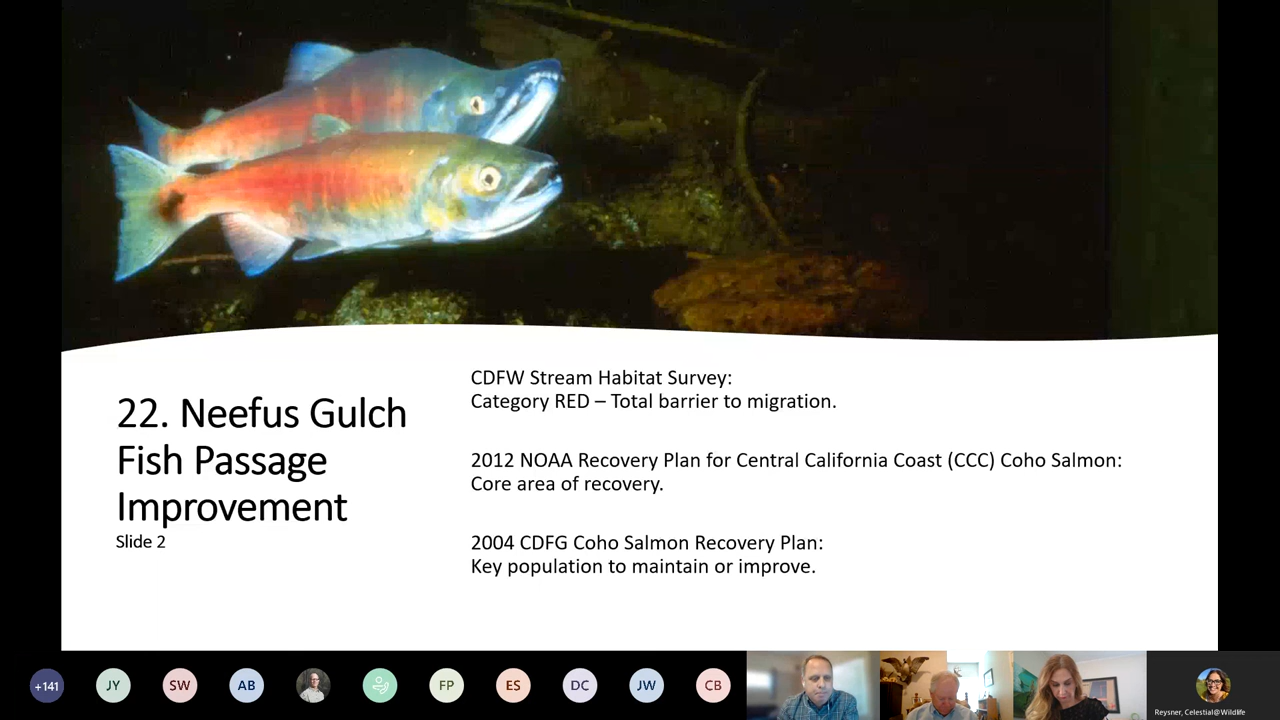 22. Neefus Gulch
Fish Passage
Improvement
Slide 2
CDFW Stream Habitat Survey:
Category RED – Total barrier to migration.
2012 NOAA Recovery Plan for Central California Coast (CCC) Coho Salmon:
Core area of recovery.
2004 CDFG Coho Salmon Recovery Plan:
Key population to maintain or improve.
+141
JY
SW
AB
FP
ES
DC
JW
CB
Reysner, Celestial@Wildlife